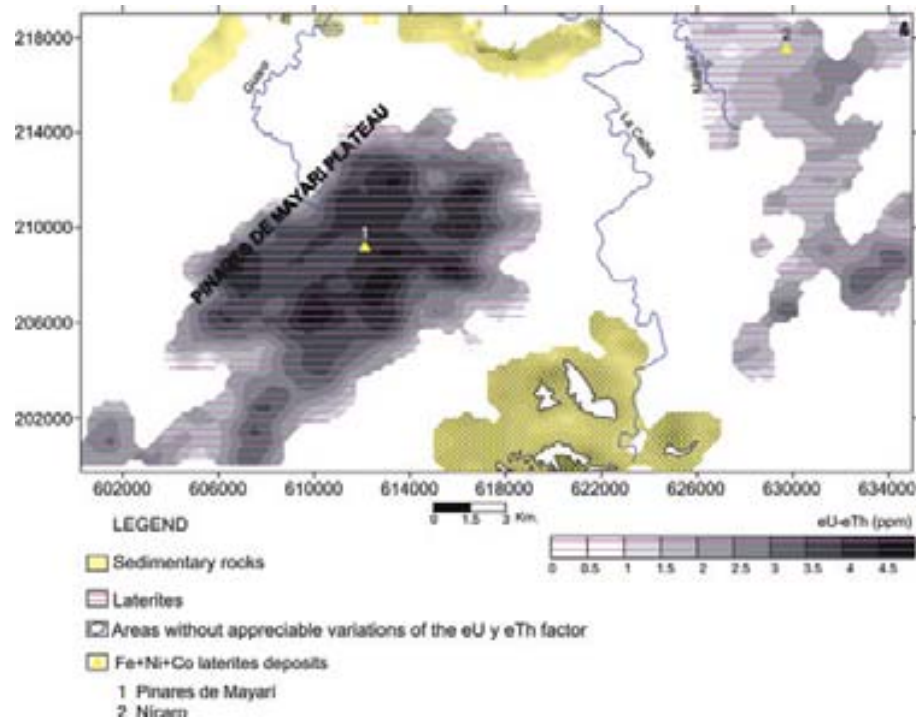 218000
214000
210000
206000
202000
602000 606000 610000 614000 618000 622000 626000 630000 634000
Guaro
PINARES DE MAYARI PLATEAU
1
La Ceiba
2
0 1.5 3 Km.
eU-eTh (ppm)
0 0.5 1 1.5 2 2.5 3 3.5 4 4.5
LEGEND
Sedimentary rocks
Laterites
Areas without appreciable variations of the eU y eTh factor
Fe+Ni+Co laterites deposits
1 Pinares de Mayarí
2 Nicaro